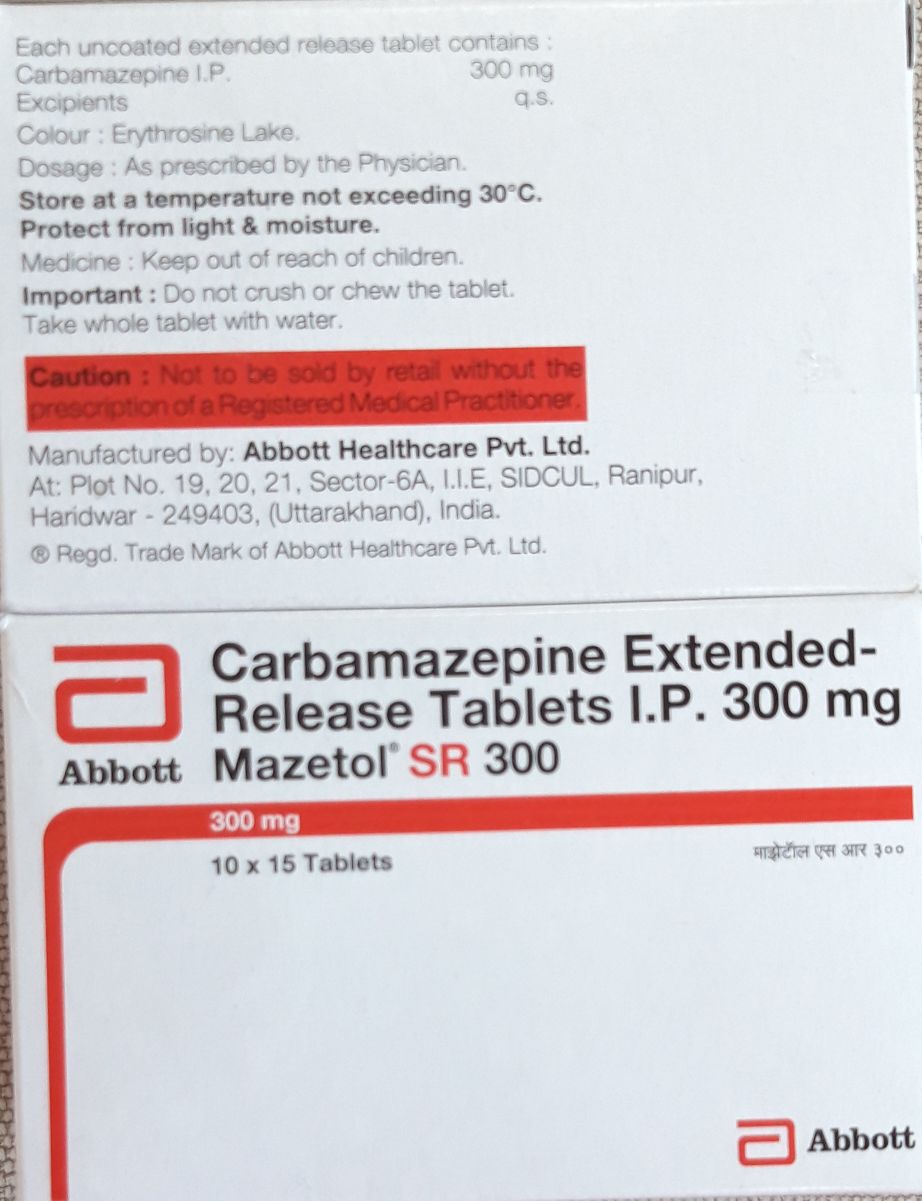 Each uncoated extended release tablet contains :
Carbamazepine I.P. 300 mg
Excipients q.s.
Colour : Erythrosine Lake.
Dosage : As prescribed by the Physician.
Store at a temperature not exceeding 30°C.
Protect from light & moisture.
Medicine : Keep out of reach of children.
Important : Do not crush or chew the tablet.
Take whole tablet with water.
Caution : Not to be sold by retail without the
prescription of a Registered Medical Practitioner.
Manufactured by: Abbott Healthcare Pvt. Ltd.
At: Plot No. 19, 20, 21, Sector-6A, I.I.E, SIDCUL, Ranipur,
Haridwar - 249403, (Uttarakhand), India.
® Regd. Trade Mark of Abbott Healthcare Pvt. Ltd.
Carbamazepine Extended-
Release Tablets I.P. 300 mg
Abbott Mazetol® SR 300
300 mg
10 x 15 Tablets
माझेटॉल एस आर ३००
Abbott